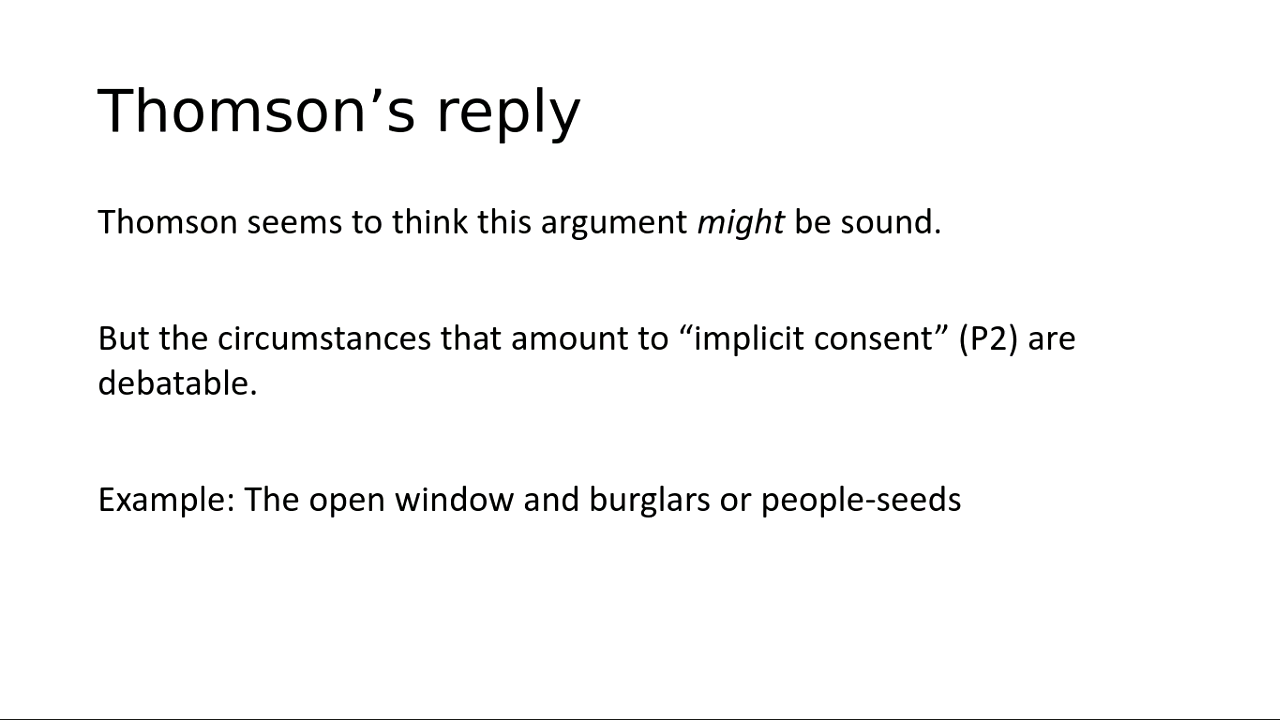 Thomson’s reply
Thomson seems to think this argument might be sound.
But the circumstances that amount to “implicit consent” (P2) are
debatable.
Example: The open window and burglars or people-seeds